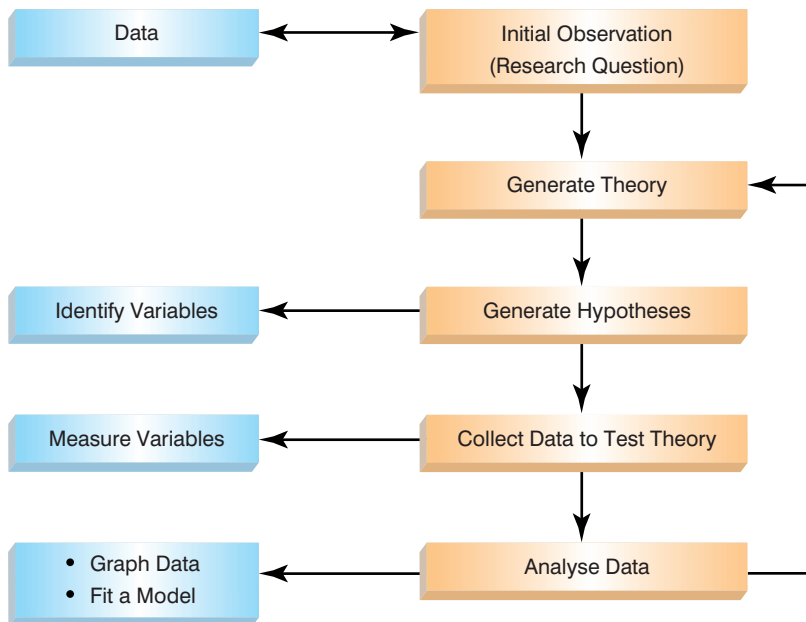 Data
Initial Observation
(Research Question)
Generate Theory
Identify Variables
Generate Hypotheses
Measure Variables
Collect Data to Test Theory
• Graph Data
• Fit a Model
Analyse Data